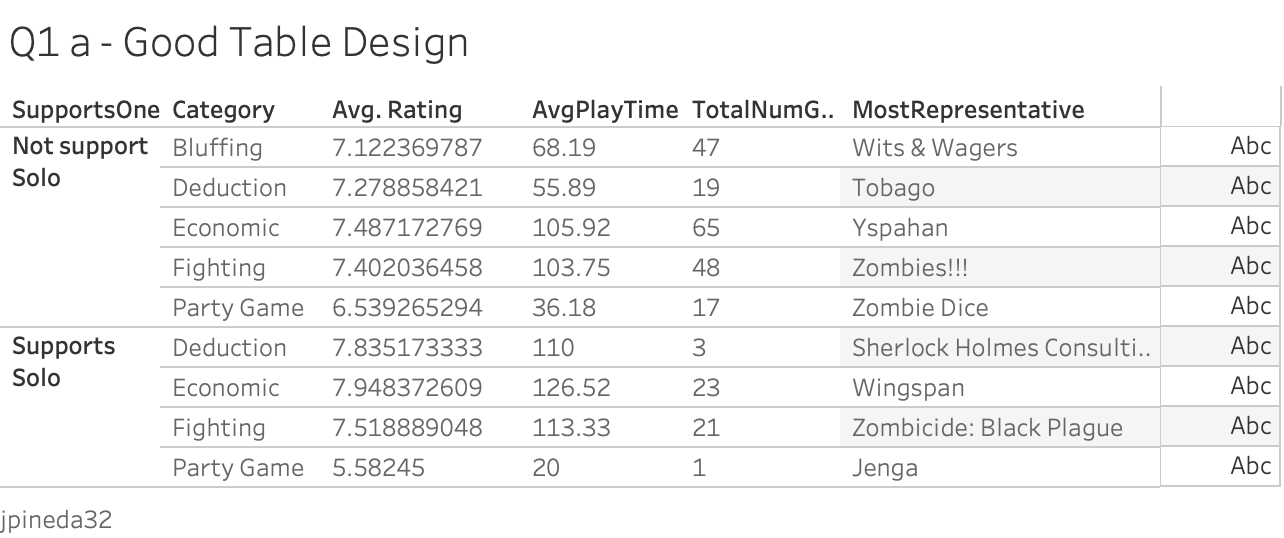 Q1 a - Good Table Design
SupportsOne Category Avg. Rating AvgPlayTime TotalNumG.. MostRepresentative
Not support Solo Bluffing 7.122369787 68.19 47 Wits & Wagers Abc
Deduction 7.278858421 55.89 19 Tobago Abc
Economic 7.487172769 105.92 65 Yspahan Abc
Fighting 7.402036458 103.75 48 Zombies!!! Abc
Party Game 6.539265294 36.18 17 Zombie Dice Abc
Supports Solo Deduction 7.835173333 110 3 Sherlock Holmes Consulti.. Abc
Economic 7.948372609 126.52 23 Wingspan Abc
Fighting 7.518889048 113.33 21 Zombicide: Black Plague Abc
Party Game 5.58245 20 1 Jenga Abc
jpineda32